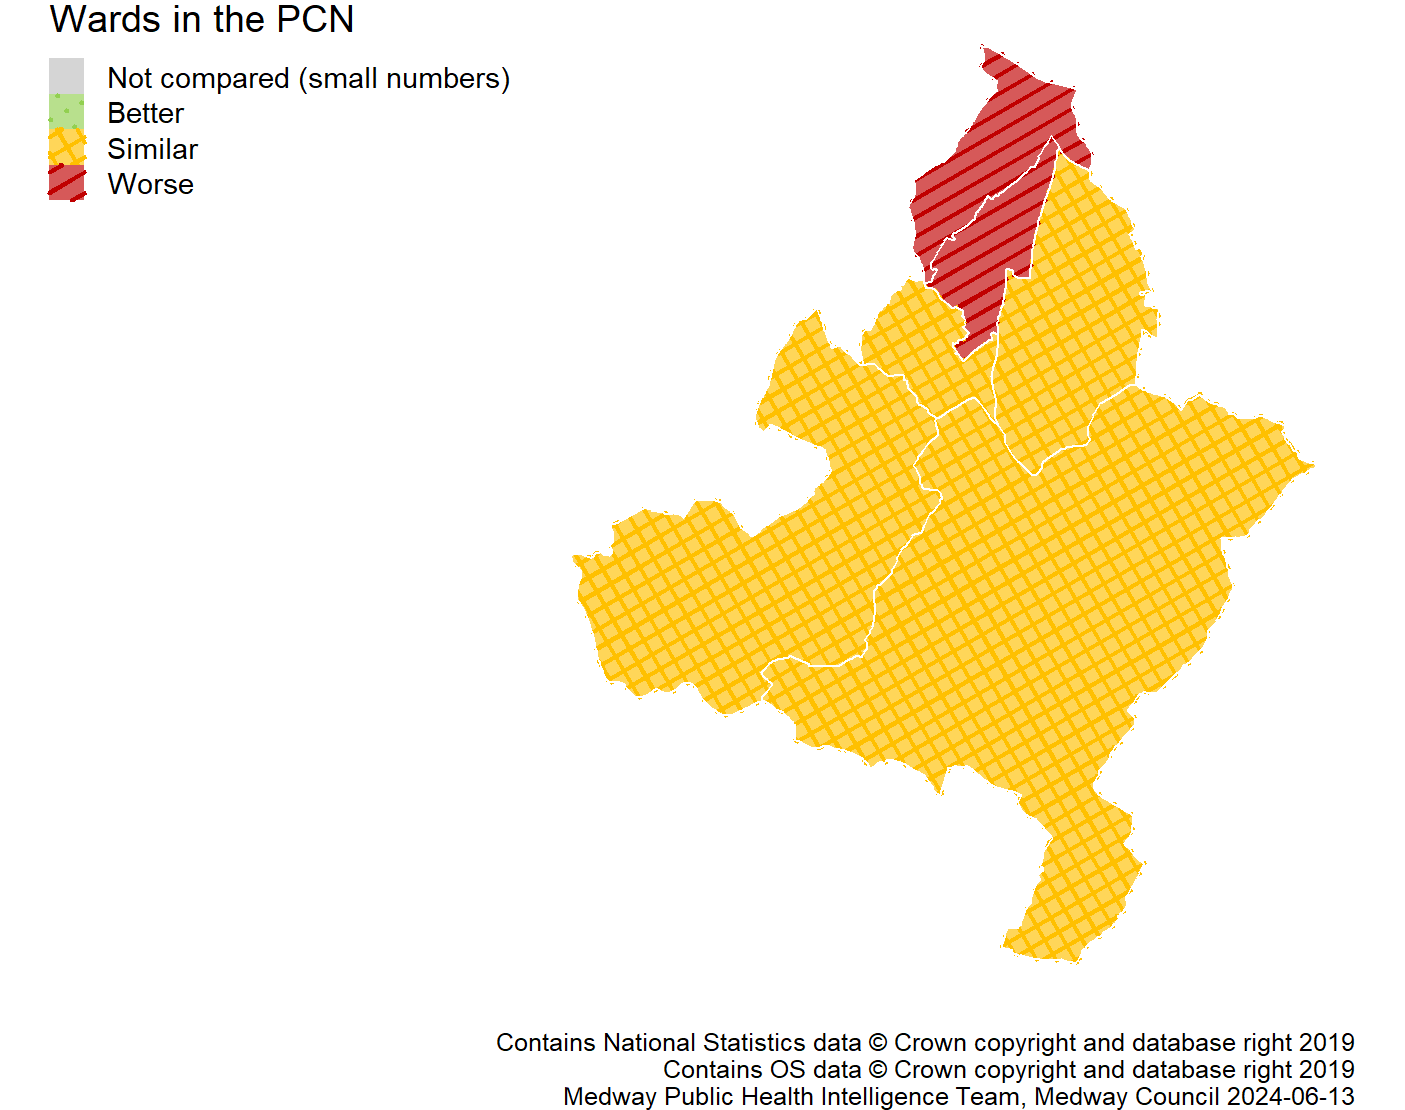 Wards in the PCN
Not compared (small numbers)
Better
Similar
Worse
Contains National Statistics data © Crown copyright and database right 2019
Contains OS data © Crown copyright and database right 2019
Medway Public Health Intelligence Team, Medway Council 2024-06-13